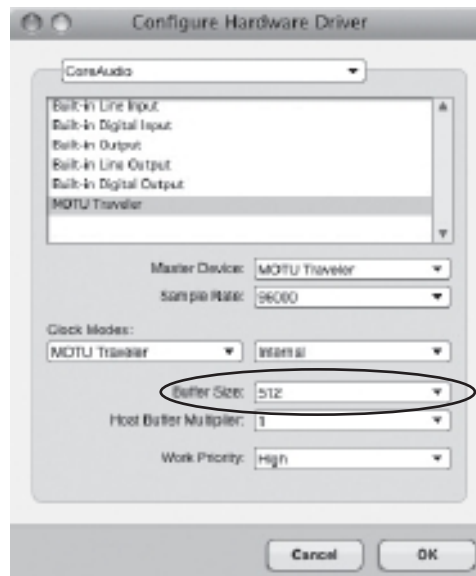 Configure Hardware Driver
CoreAudio
Built-in Line Input
Built-in Digital Input
Built-in Output
Built-in Line Output
Built-in Digital Output
MOTU Traveler
Master Device: MOTU Traveler
Sample Rate: 96000
Clock Modes:
MOTU Traveler Internal
Buffer Size: 512
Host Buffer Multiplier: 1
Work Priority: High
Cancel OK